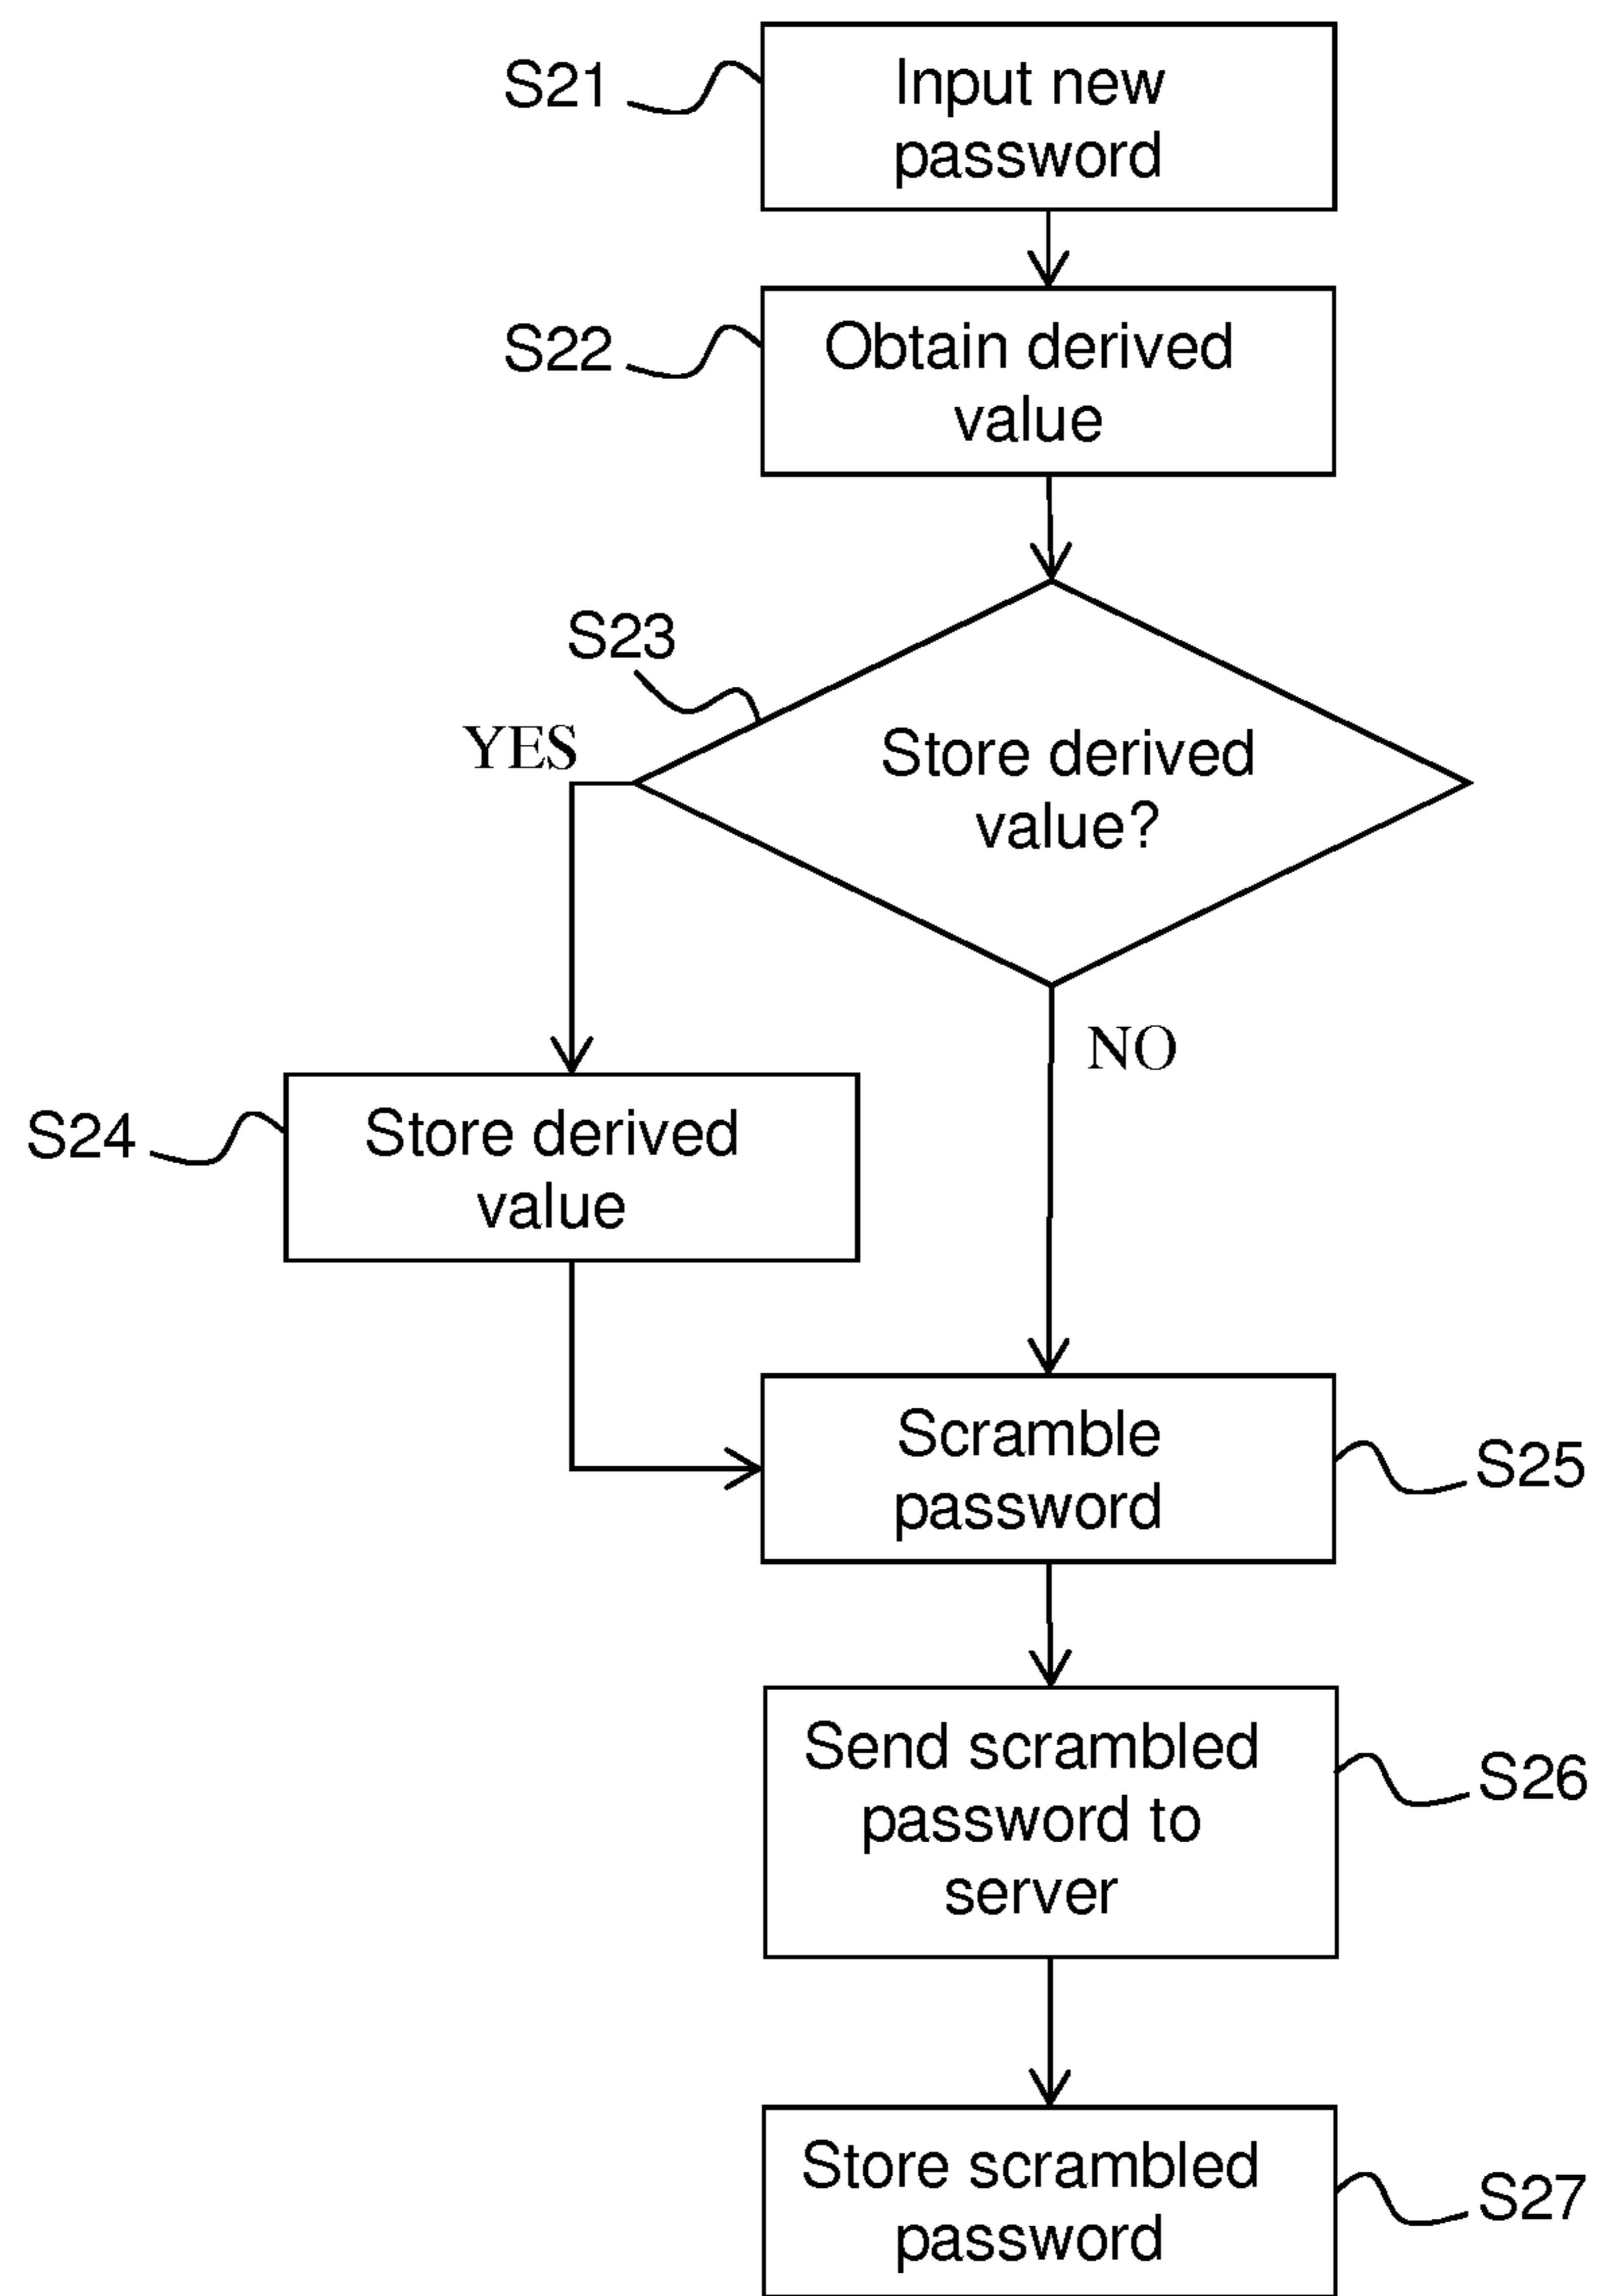 S21
Input new
password
S22
Obtain derived
value
S23
YES
Store derived
value?
NO
S24
Store derived
value
Scramble
password
S25
Send scrambled
password to
server
S26
Store scrambled
password
S27